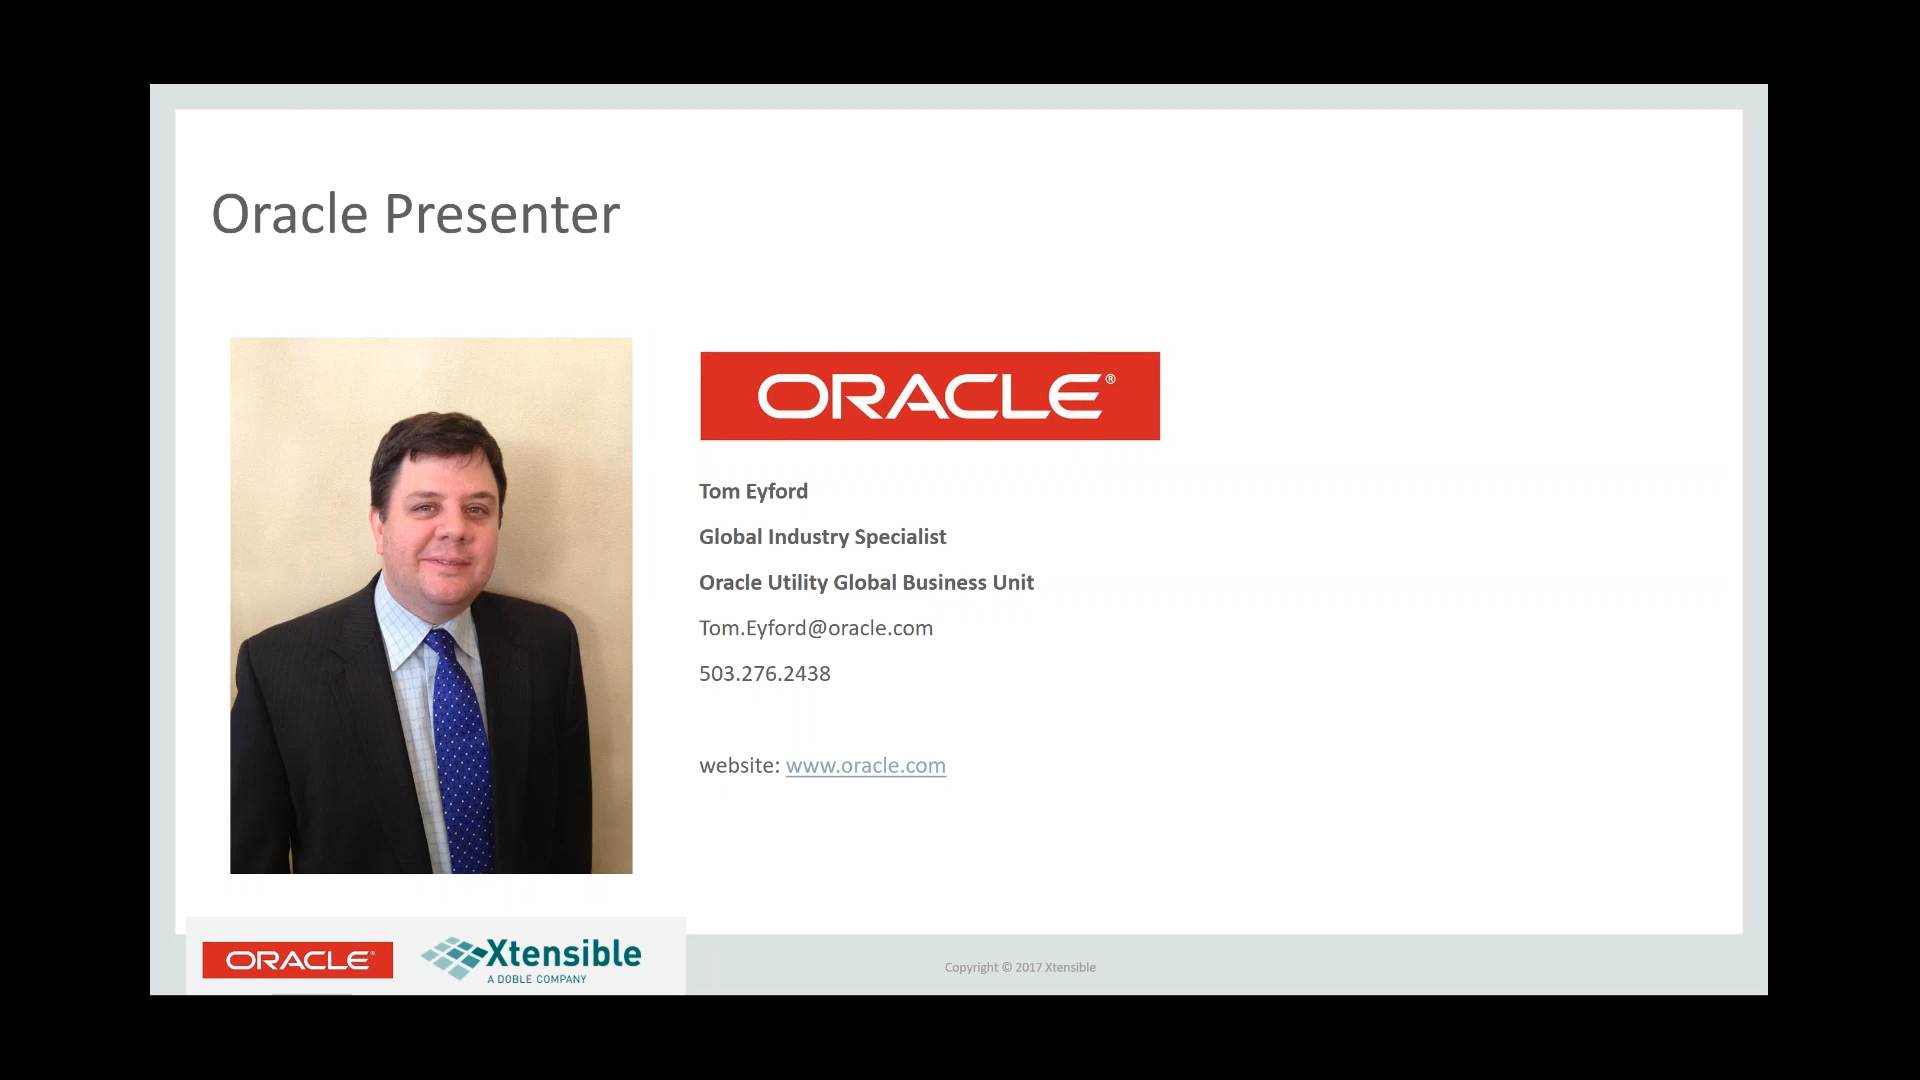 Oracle Presenter
ORACLE®
Tom Eyford
Global Industry Specialist
Oracle Utility Global Business Unit
Tom.Eyford@oracle.com
503.276.2438
website: www.oracle.com
ORACLE®
Xtensible
A DOBLE COMPANY
Copyright © 2017 Xtensible